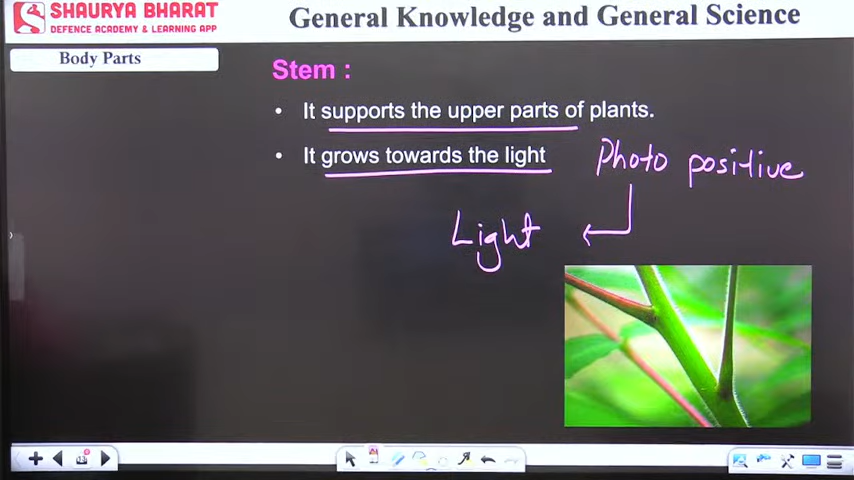 SHAURYA BHARAT
DEFENCE ACADEMY & LEARNING APP
General Knowledge and General Science
Body Parts
Stem :
• It supports the upper parts of plants.
• It grows towards the light
Photo positive
Light